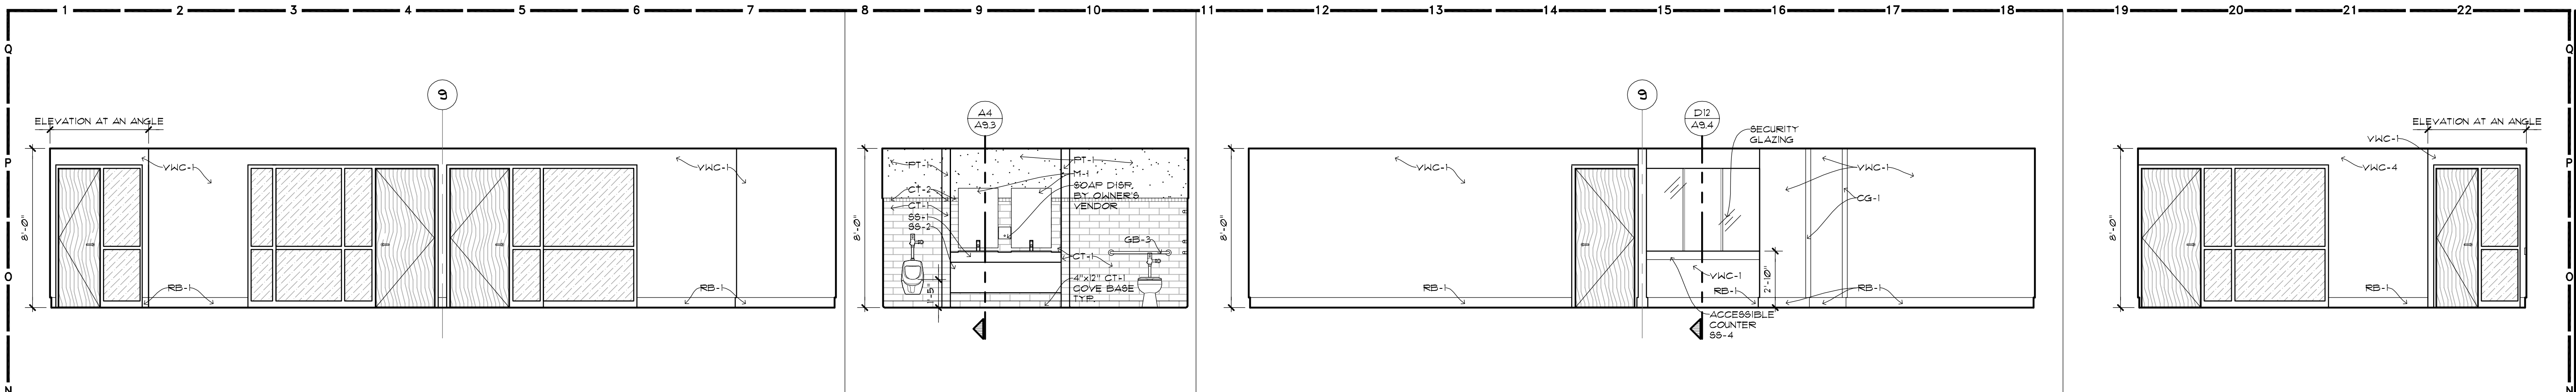 1 2 3 4 5 6 7 8 9 10 11 12 13 14 15 16 17 18 19 20 21 22
Q
P
O
N
ELEVATION AT AN ANGLE
9
VWC-1
VWC-1
8'-0"
RB-1
RB-1
A4
A9.3
PT-1
CT-2
CT-1
SS-1
SS-2
8'-0"
1'-5"
PT-1
M-1
SOAP DISP.
BY OWNER'S
VENDOR
GB-3
CT-1
4"x12" CT-1
COVE BASE
TYP.
9
D12
A9.4
SECURITY
GLAZING
VWC-1
VWC-1
CG-1
8'-0"
VWC-1
2'-10"
RB-1
RB-1
RB-1
ACCESSIBLE
COUNTER
SS-4
ELEVATION AT AN ANGLE
VWC-1
VWC-4
8'-0"
RB-1
Q
P
O
N